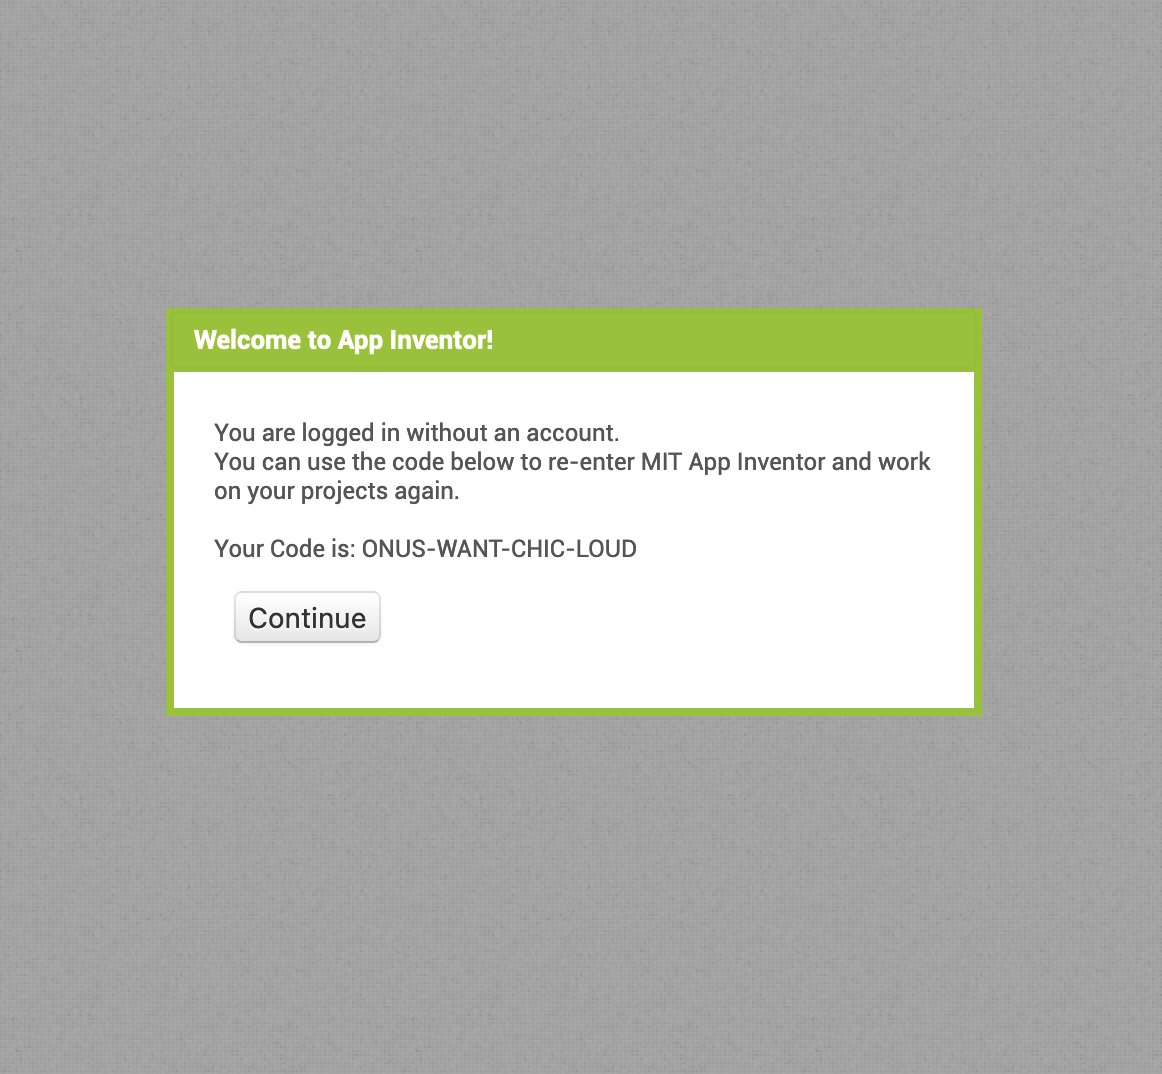 Welcome to App Inventor!
You are logged in without an account.
You can use the code below to re-enter MIT App Inventor and work
on your projects again.
Your Code is: ONUS-WANT-CHIC-LOUD
Continue